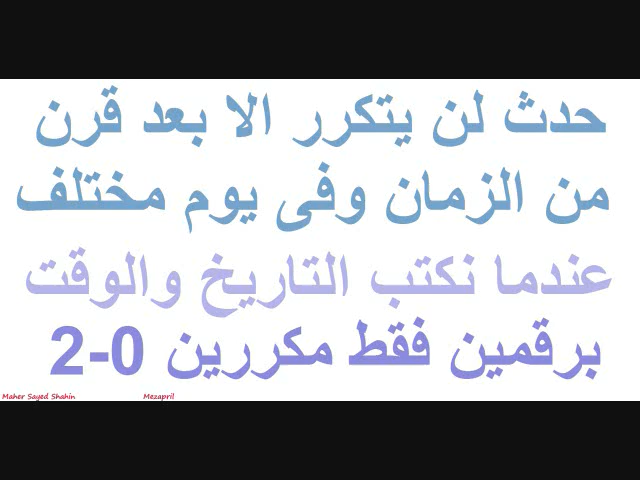 حدث لن يتكرر الا بعد قرن
من الزمان وفى يوم مختلف
عندما نكتب التاريخ والوقت
برقمين فقط مكررين 0-2
Maher Sayed Shahin
Mezapril